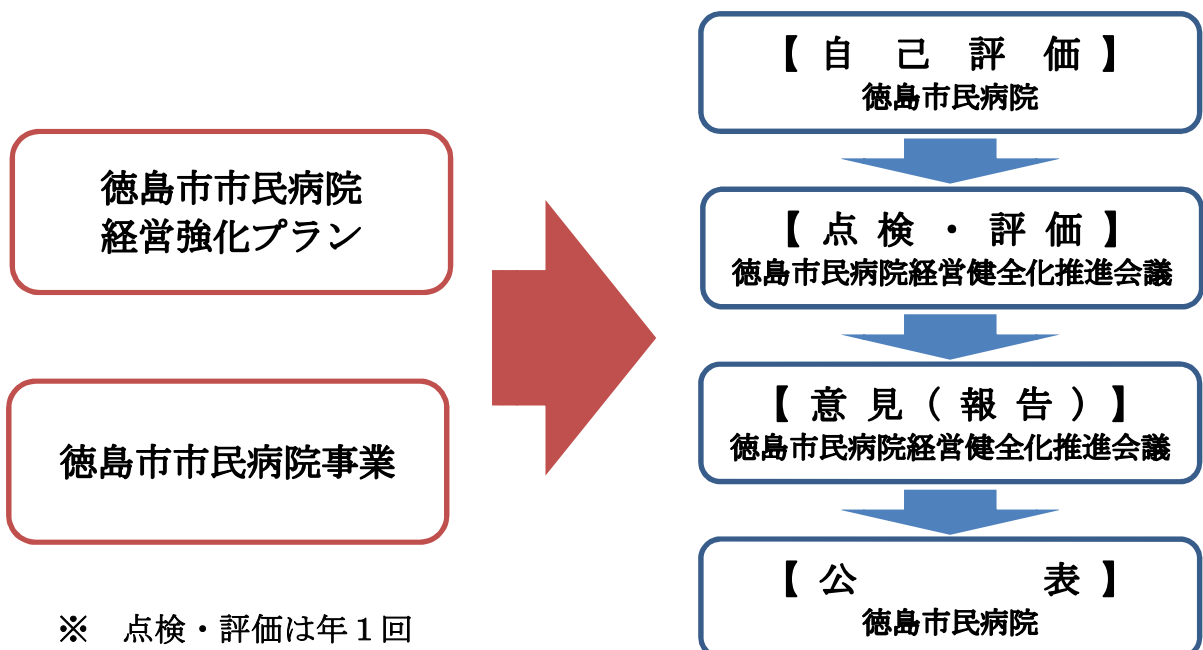 徳島市市民病院
経営強化プラン
徳島市市民病院事業
※　点検・評価は年１回
【 自　己　評　価 】
徳島市民病院
【 点 検 ・ 評 価 】
徳島市民病院経営健全化推進会議
【 意 見 （ 報 告 ） 】
徳島市民病院経営健全化推進会議
【 公　　　　　表 】
徳島市民病院